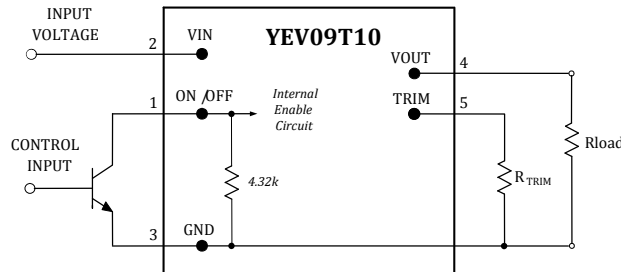 INPUT
VOLTAGE
2
VIN
YEV09T10
VOUT
4
1
ON /OFF
Internal
Enable
Circuit
TRIM
5
CONTROL
INPUT
4.32k
R TRIM
Rload
3
GND